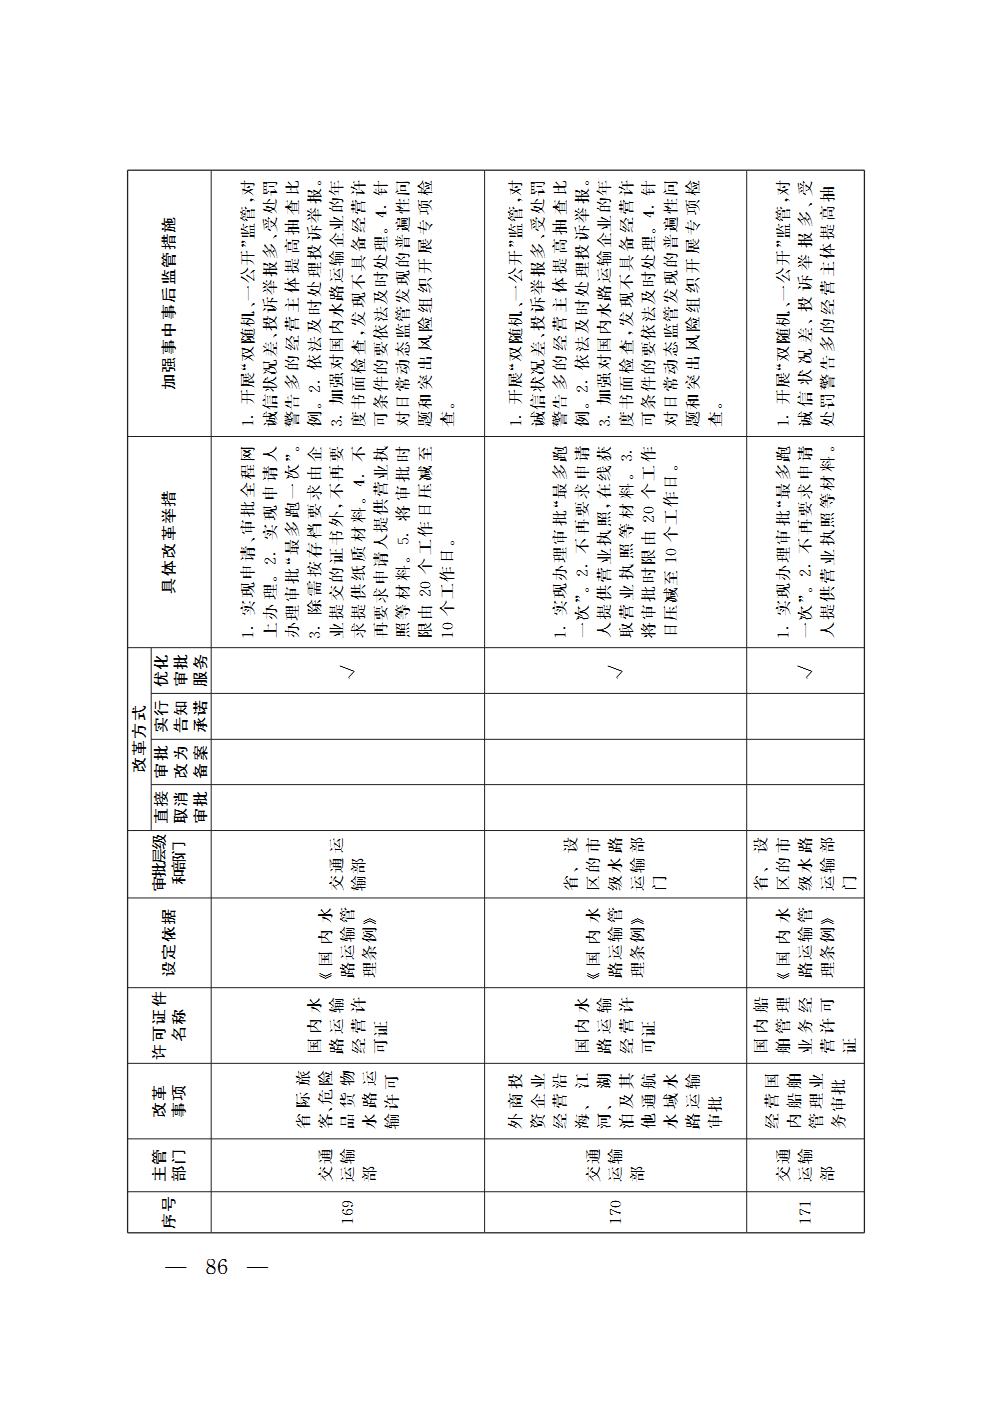 序号
主管
部门
改革
事项
许可证件
名称
设定依据
审批层级
和部门
改革方式
直接
取消
审批
审批
改为
备案
实行
告知
承诺
优化
审批
服务
具体改革举措
加强事中事后监管措施
169
交通
运输
部
省际旅
客、危险
品货物
水路运
输许可
国内水
路运输
经营许
可证
《国内水
路运输管
理条例》
交通运
输部
√
1. 实现申请、审批全程网
上办理。2. 实现申请人
办理审批“最多跑一次”。
3. 除需按存档要求由企
业提交的证书外,不再要
求提供纸质材料。4. 不
再要求申请人提供营业执
照等材料。5. 将审批时
限由 20 个工作日压减至
10 个工作日。
1. 开展“双随机、一公开”监管,对
诚信状况差、投诉举报多、受处罚
警告多的经营主体提高抽查比
例。2. 依法及时处理投诉举报。
3. 加强对国内水路运输企业的年
度书面检查,发现不具备经营许
可条件的要依法及时处理。4. 针
对日常动态监管发现的普遍性问
题和突出风险组织开展专项检
查。
170
交通
运输
部
外商投
资企业
经营沿
海、江
河、湖
泊及其
他通航
水域水
路运输
审批
国内水
路运输
经营许
可证
《国内水
路运输管
理条例》
省、设
区的市
级水路
运输部
门
√
1. 实现办理审批“最多跑
一次”。2. 不再要求申请
人提供营业执照,在线获
取营业执照等材料。3.
将审批时限由 20 个工作
日压减至 10 个工作日。
1. 开展“双随机、一公开”监管,对
诚信状况差、投诉举报多、受处罚
警告多的经营主体提高抽查比
例。2. 依法及时处理投诉举报。
3. 加强对国内水路运输企业的年
度书面检查,发现不具备经营许
可条件的要依法及时处理。4. 针
对日常动态监管发现的普遍性问
题和突出风险组织开展专项检
查。
171
交通
运输
部
经营国
内船舶
管理业
务审批
国内船
舶管理
业务经
营许可
证
《国内水
路运输管
理条例》
省、设
区的市
级水路
运输部
门
√
1. 实现办理审批“最多跑
一次”。2. 不再要求申请
人提供营业执照等材料。
1. 开展“双随机、一公开”监管,对
诚信状况差、投诉举报多、受
处罚警告多的经营主体提高抽
— 86 —